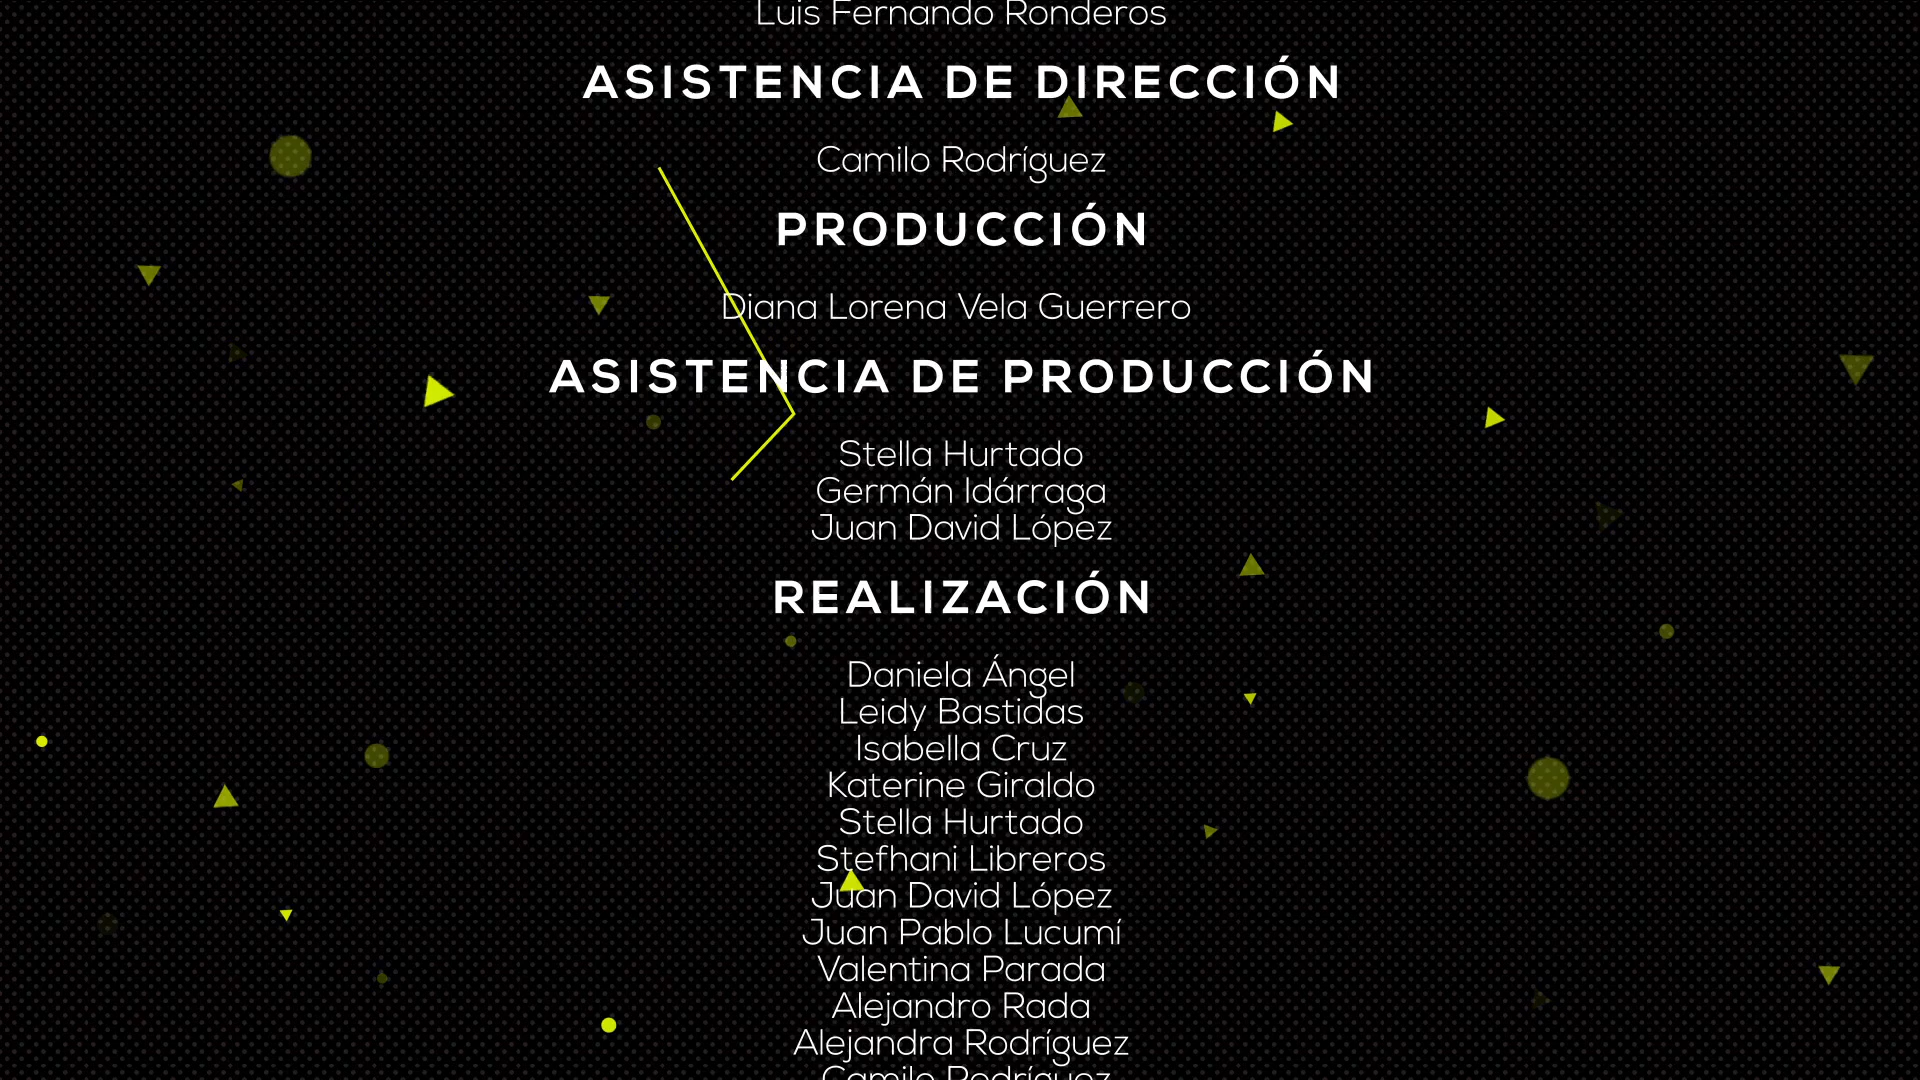 Luis Fernando Ronderos
ASISTENCIA DE DIRECCIÓN
Camilo Rodríguez
PRODUCCIÓN
Diana Lorena Vela Guerrero
ASISTENCIA DE PRODUCCIÓN
Stella Hurtado
Germán Idárraga
Juan David López
REALIZACIÓN
Daniela Ángel
Leidy Bastidas
Isabella Cruz
Katerine Giraldo
Stella Hurtado
Stefhani Libreros
Juan David López
Juan Pablo Lucumí
Valentina Parada
Alejandro Rada
Alejandra Rodríguez
Camilo Rodríguez